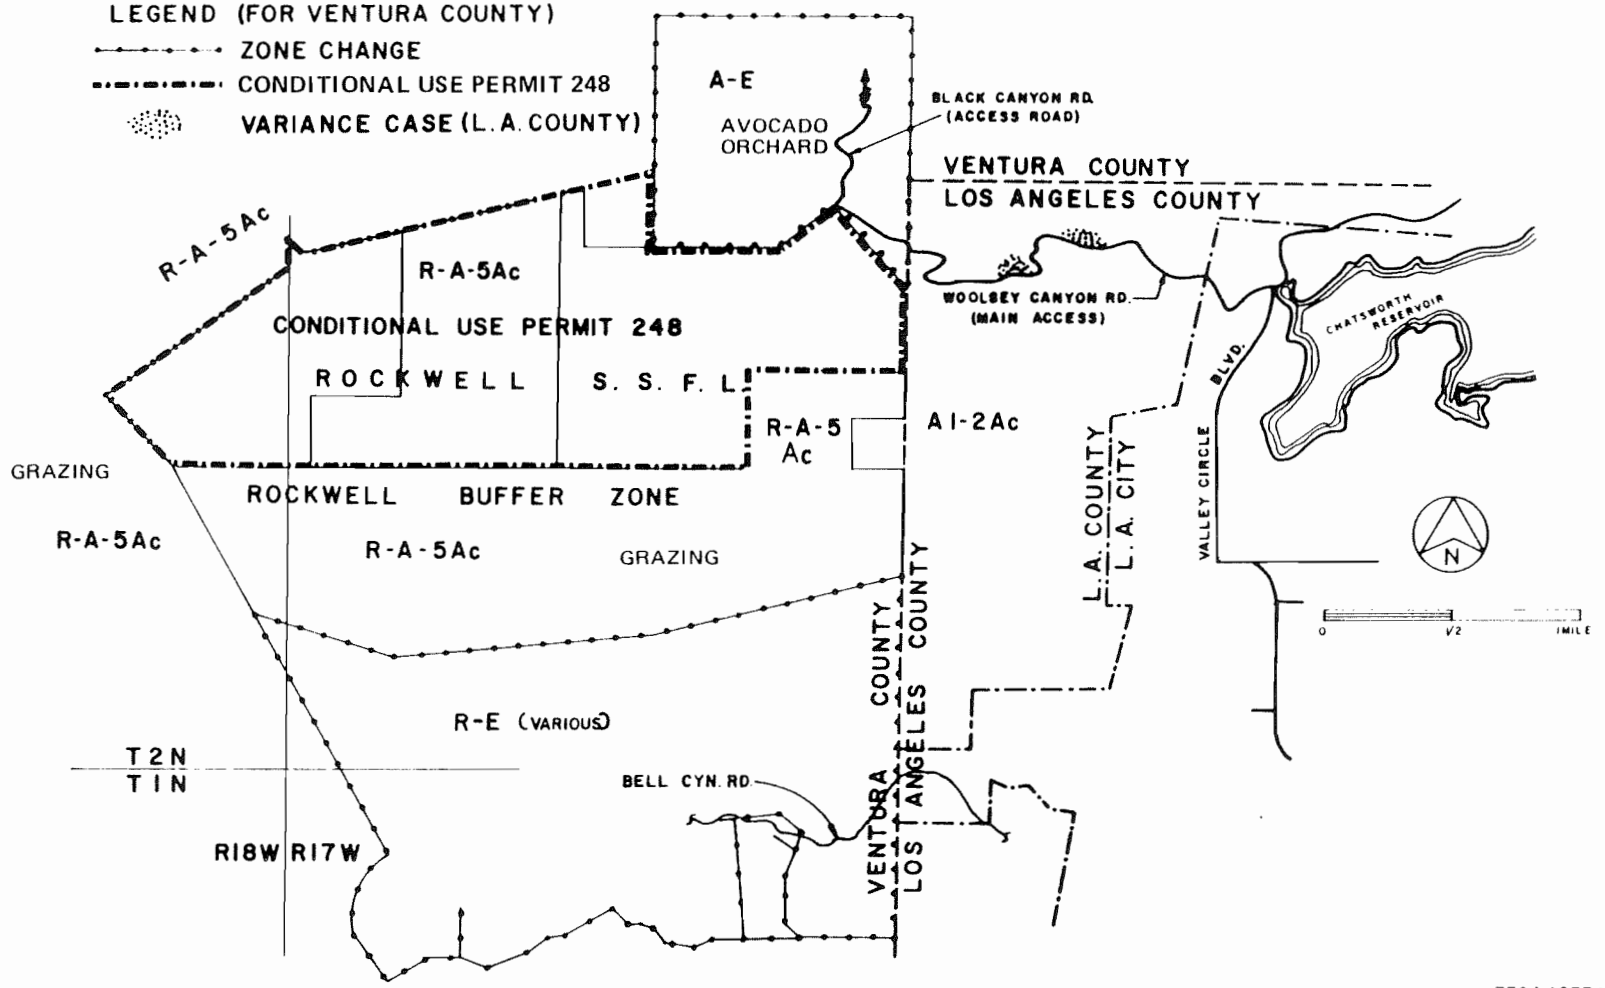 LEGEND (FOR VENTURA COUNTY)
ZONE CHANGE
CONDITIONAL USE PERMIT 248
VARIANCE CASE (L.A. COUNTY)
A-E
AVOCADO
ORCHARD
BLACK CANYON RD.
(ACCESS ROAD)
VENTURA COUNTY
LOS ANGELES COUNTY
R-A-5Ac
R-A-5Ac
CONDITIONAL USE PERMIT 248
ROCKWELL S. S. F. L.
WOOLSEY CANYON RD.
(MAIN ACCESS)
CHATSWORTH
RESERVOIR
R-A-5
Ac
A1-2Ac
L.A. COUNTY
L.A. CITY
VALLEY CIRCLE BLVD.
GRAZING
ROCKWELL BUFFER ZONE
R-A-5Ac
R-A-5Ac
GRAZING
N
0 1/2 1MILE
VENTURA COUNTY
LOS ANGELES COUNTY
R-E (VARIOUS)
T2N
T1N
BELL CYN. RD.
R18W R17W